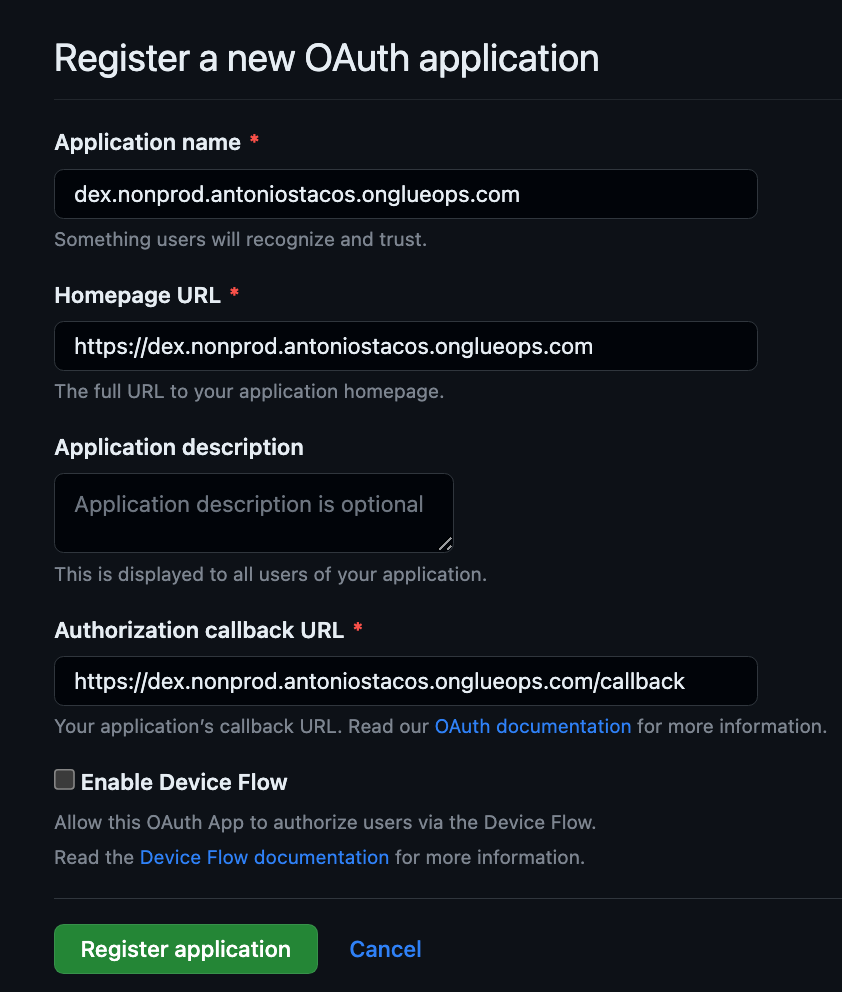 Register a new OAuth application
Application name *
dex.nonprod.antoniostacos.onglueops.com
Something users will recognize and trust.
Homepage URL *
https://dex.nonprod.antoniostacos.onglueops.com
The full URL to your application homepage.
Application description
Application description is optional
This is displayed to all users of your application.
Authorization callback URL *
https://dex.nonprod.antoniostacos.onglueops.com/callback
Your application’s callback URL. Read our OAuth documentation for more information.
Enable Device Flow
Allow this OAuth App to authorize users via the Device Flow.
Read the Device Flow documentation for more information.
Register application Cancel